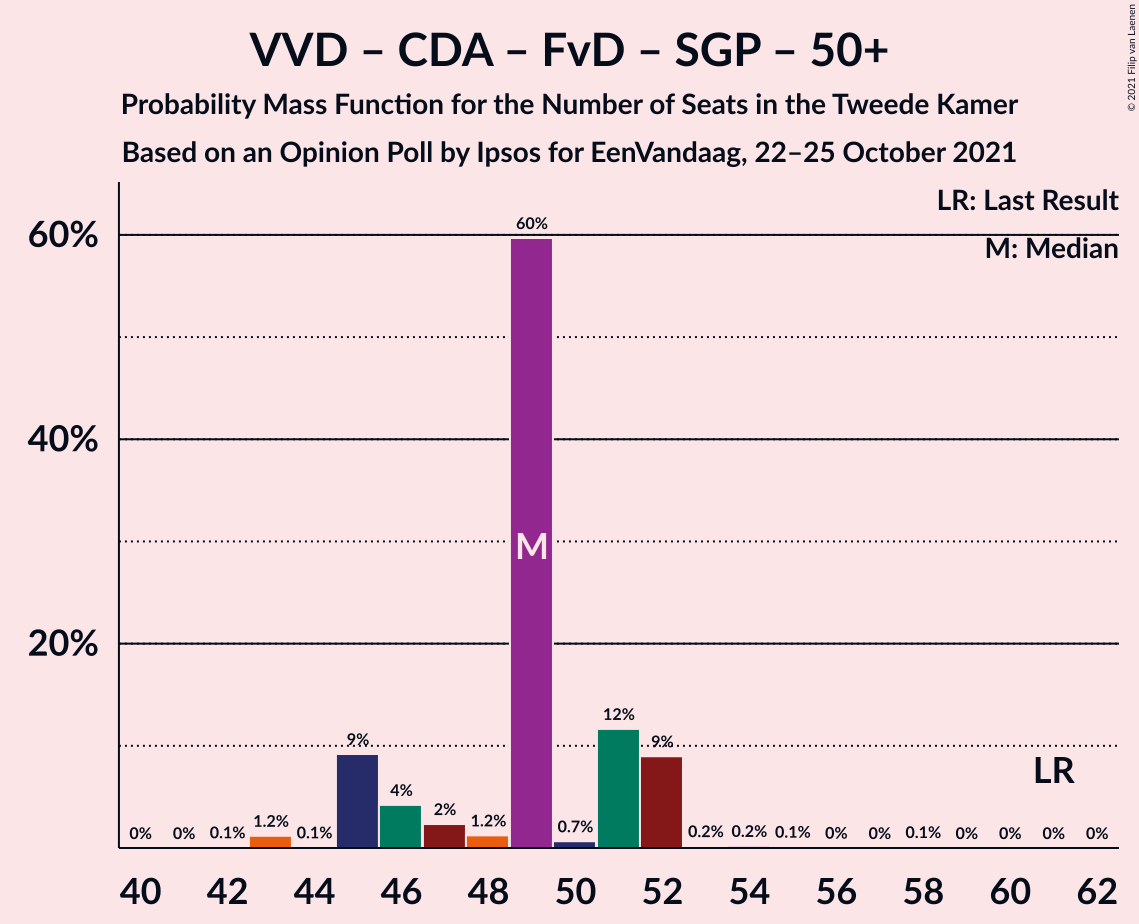 VVD – CDA – FvD – SGP – 50+
Probability Mass Function for the Number of Seats in the Tweede Kamer
Based on an Opinion Poll by Ipsos for EenVandaag, 22–25 October 2021
© 2021 Filip van Laenen
LR: Last Result
M: Median
60%
40%
20%
0% 0% 0.1% 1.2% 0.1% 9% 4% 2% 1.2% 60% 0.7% 12% 9% 0.2% 0.2% 0.1% 0% 0% 0.1% 0% 0% 0% 0%
M
LR
40 42 44 46 48 50 52 54 56 58 60 62